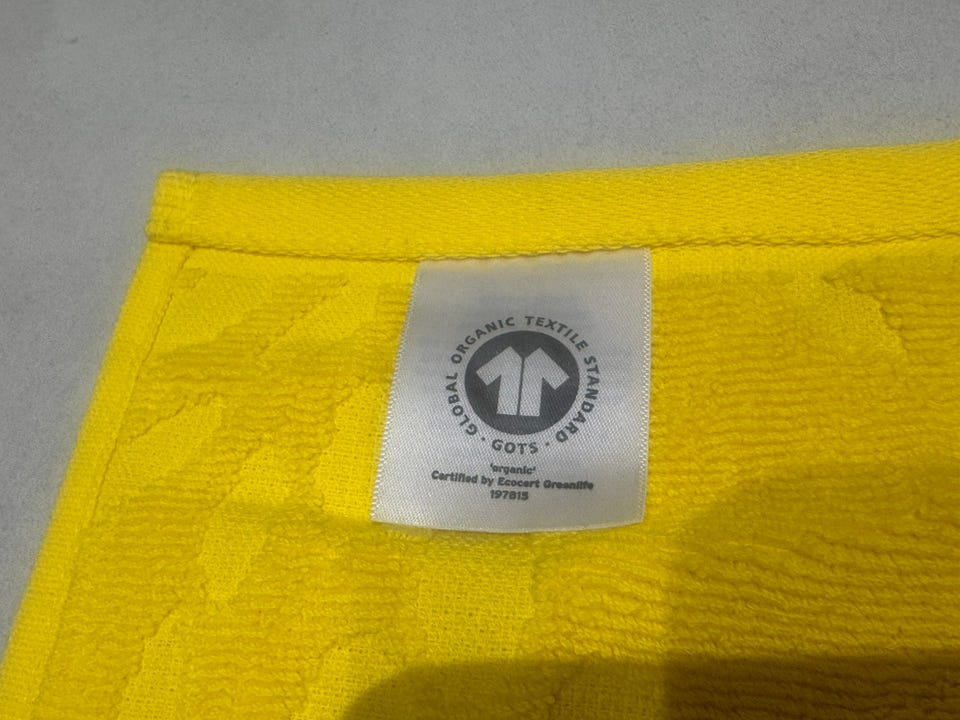 GLOBAL ORGANIC TEXTILE STANDARD · GOTS ·
'organic'
Certified by Ecocert Greenlife
197815